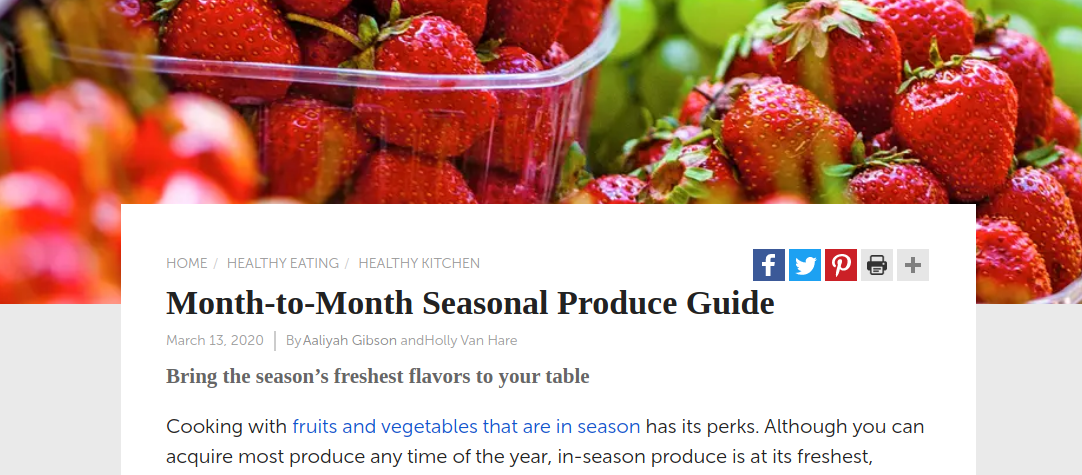 HOME / HEALTHY EATING / HEALTHY KITCHEN
Month-to-Month Seasonal Produce Guide
March 13, 2020 | By Aaliyah Gibson andHolly Van Hare
Bring the season’s freshest flavors to your table
Cooking with fruits and vegetables that are in season has its perks. Although you can
acquire most produce any time of the year, in-season produce is at its freshest,